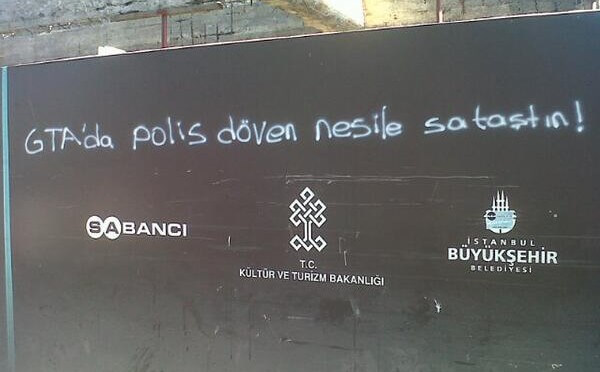 GTA'da polis döven nesile sataştın!
SABANCI
T.C.
KÜLTÜR VE TURİZM BAKANLIĞI
İSTANBUL
BÜYÜKŞEHİR
BELEDİYESİ